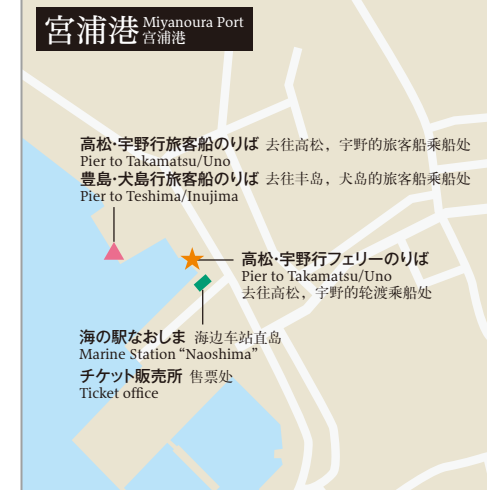 宮浦港 Miyanoura Port
宮浦港
高松・宇野行旅客船のりば 去往高松，宇野的旅客船乘船处
Pier to Takamatsu/Uno
豊島・犬島行旅客船のりば 去往丰岛，犬岛的旅客船乘船处
Pier to Teshima/Inujima
高松・宇野行フェリーのりば
Pier to Takamatsu/Uno
去往高松，宇野的轮渡乘船处
海の駅なおしま 海边车站直岛
Marine Station “Naoshima”
チケット販売所 售票处
Ticket office